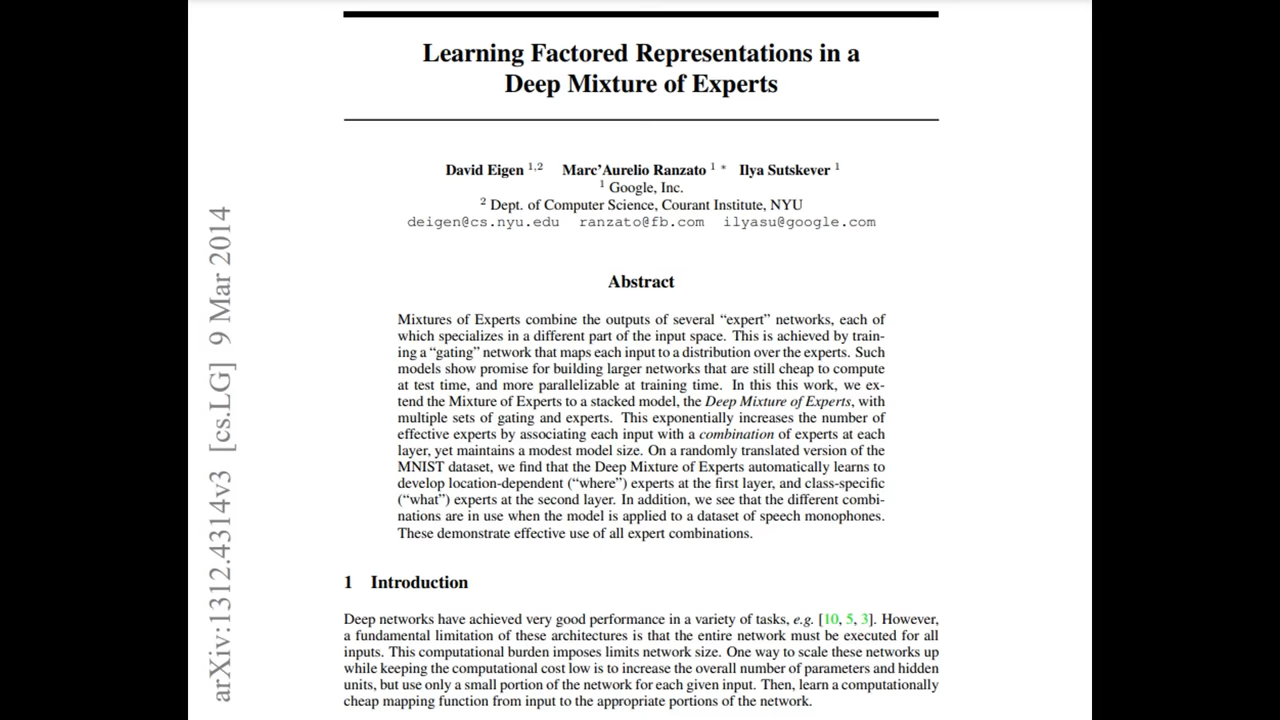 Learning Factored Representations in a
Deep Mixture of Experts
David Eigen 1,2 Marc'Aurelio Ranzato 1 * Ilya Sutskever 1
1 Google, Inc.
2 Dept. of Computer Science, Courant Institute, NYU
deigen@cs.nyu.edu ranzato@fb.com ilyasu@google.com
Abstract
Mixtures of Experts combine the outputs of several “expert” networks, each of
which specializes in a different part of the input space. This is achieved by train-
ing a “gating” network that maps each input to a distribution over the experts. Such
models show promise for building larger networks that are still cheap to compute
at test time, and more parallelizable at training time. In this this work, we ex-
tend the Mixture of Experts to a stacked model, the Deep Mixture of Experts, with
multiple sets of gating and experts. This exponentially increases the number of
effective experts by associating each input with a combination of experts at each
layer, yet maintains a modest model size. On a randomly translated version of the
MNIST dataset, we find that the Deep Mixture of Experts automatically learns to
develop location-dependent (“where”) experts at the first layer, and class-specific
(“what”) experts at the second layer. In addition, we see that the different combi-
nations are in use when the model is applied to a dataset of speech monophones.
These demonstrate effective use of all expert combinations.
1 Introduction
Deep networks have achieved very good performance in a variety of tasks, e.g. [10, 5, 3]. However,
a fundamental limitation of these architectures is that the entire network must be executed for all
inputs. This computational burden imposes limits network size. One way to scale these networks up
while keeping the computational cost low is to increase the overall number of parameters and hidden
units, but use only a small portion of the network for each given input. Then, learn a computationally
cheap mapping function from input to the appropriate portions of the network.
arXiv:1312.4314v3 [cs.LG] 9 Mar 2014